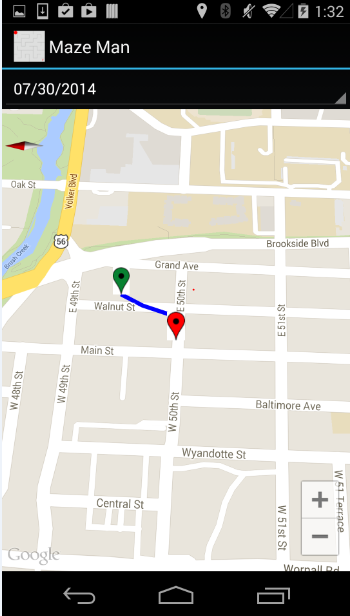 1:32
Maze Man
07/30/2014
Oak St
Volker Blvd
56
Brush Creek
Brookside Blvd
Grand Ave
E 49th St
E 50th St
E 51st St
Walnut St
Main St
W 48th St
W 49th St
W 50th St
Baltimore Ave
Wyandotte St
Central St
W 51st St
W 51 Terrace
+
−
Google
Wornall Rd